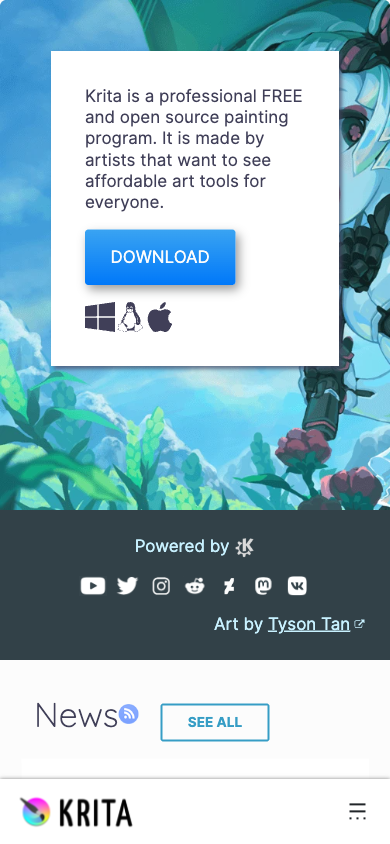 Krita is a professional FREE
and open source painting
program. It is made by
artists that want to see
affordable art tools for
everyone.
DOWNLOAD
Powered by
Art by Tyson Tan
News
SEE ALL
KRITA